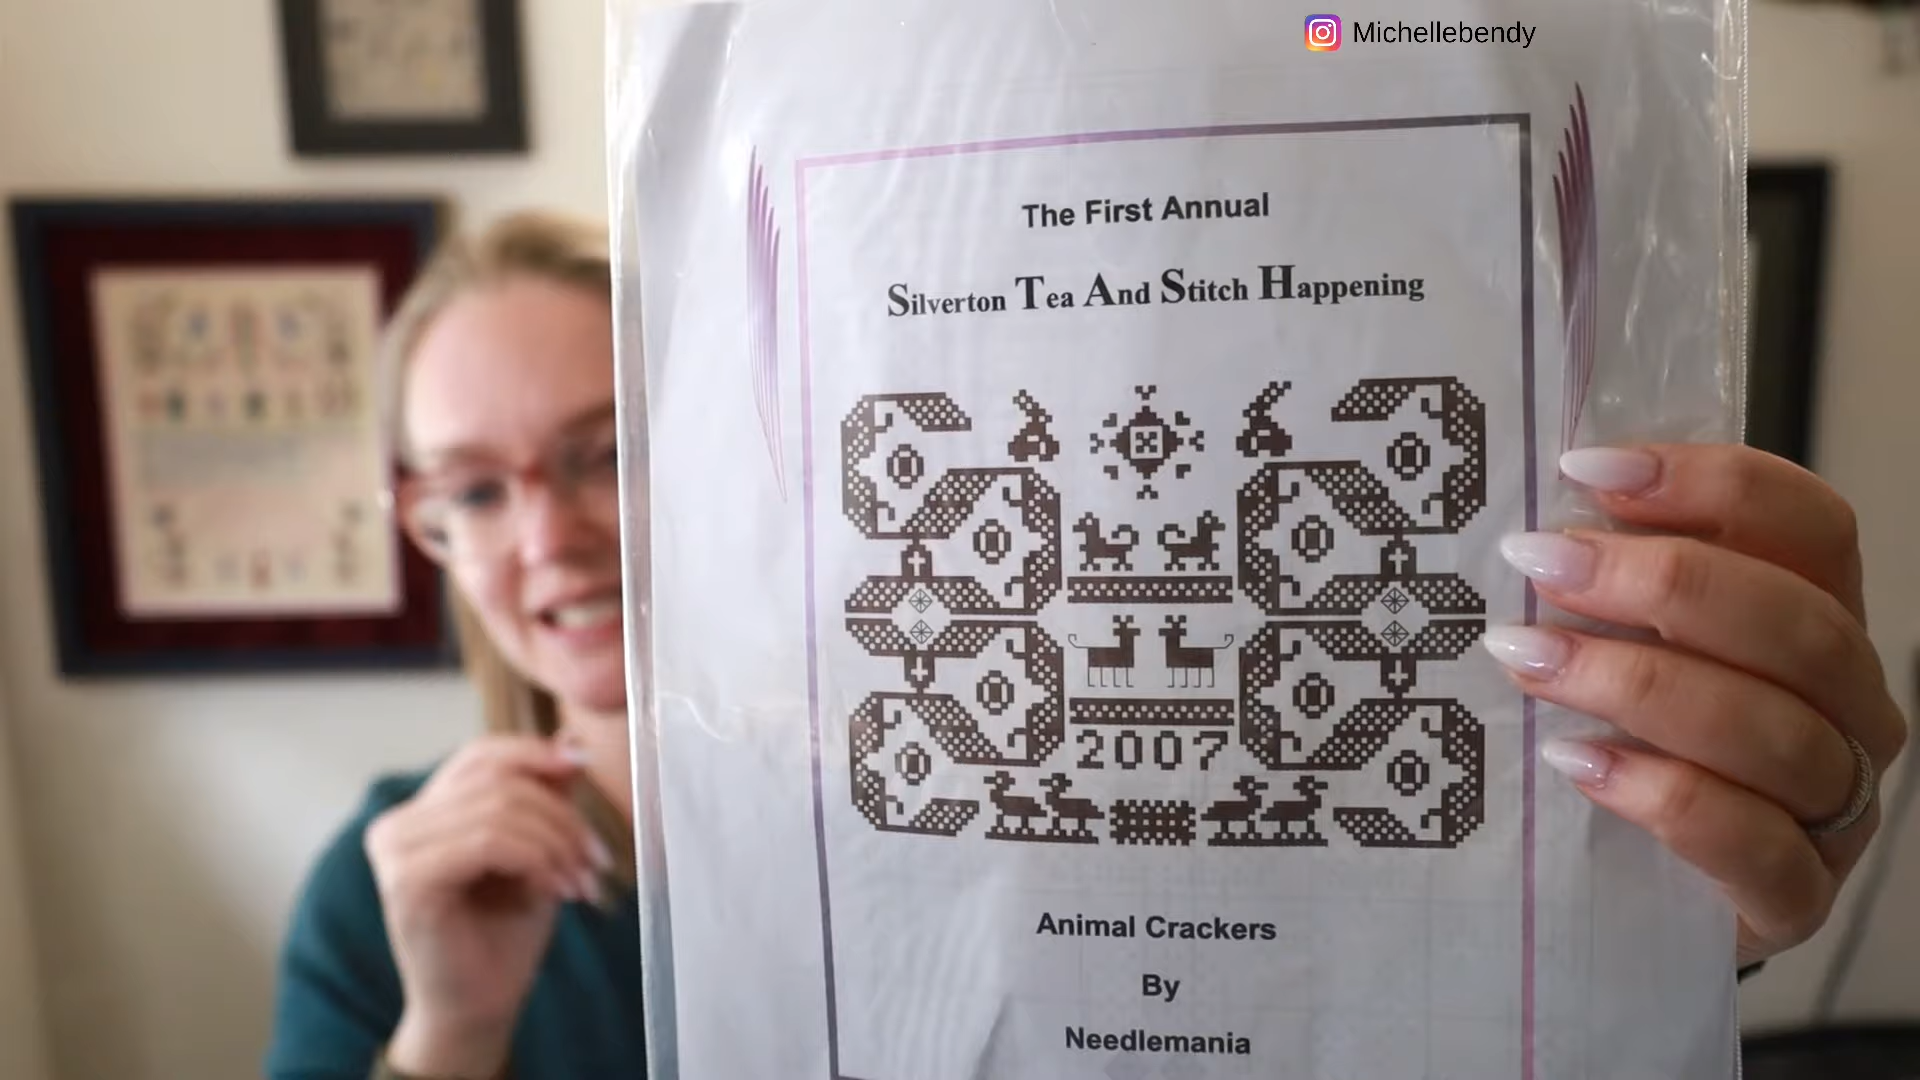 Michellebendy
The First Annual
Silverton Tea And Stitch Happening
2007
Animal Crackers
By
Needlemania